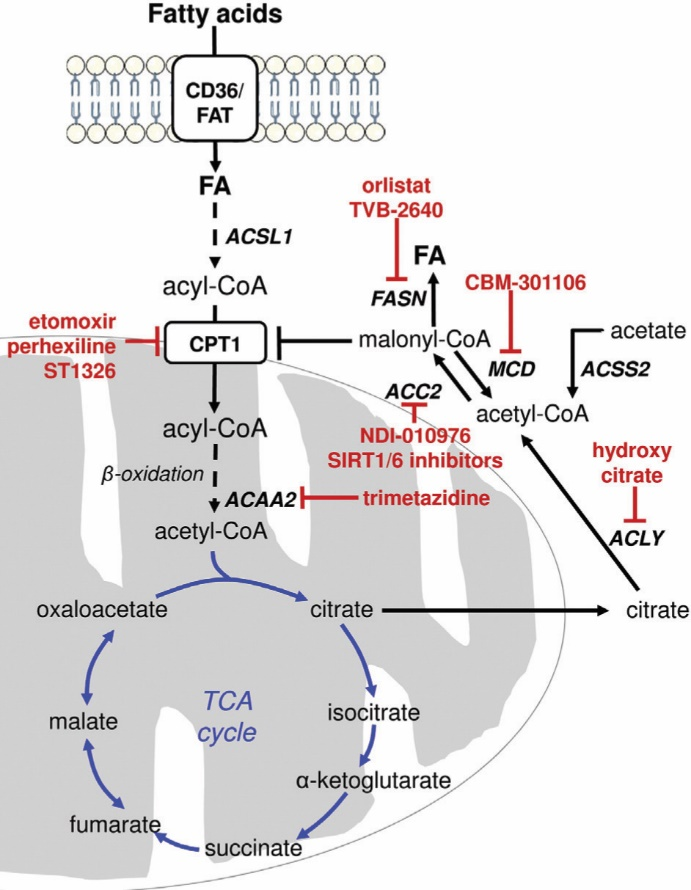 Fatty acids
CD36/
FAT
FA
ACSL1
acyl-CoA
orlistat
TVB-2640
FA
FASN
CBM-301106
etomoxir
perhexiline
ST1326
CPT1
malonyl-CoA
MCD
acetate
ACSS2
ACC2
acetyl-CoA
NDI-010976
SIRT1/6 inhibitors
hydroxy
citrate
ACLY
acyl-CoA
β-oxidation
ACAA2
trimetazidine
acetyl-CoA
oxaloacetate
citrate
citrate
TCA
cycle
malate
isocitrate
α-ketoglutarate
fumarate
succinate